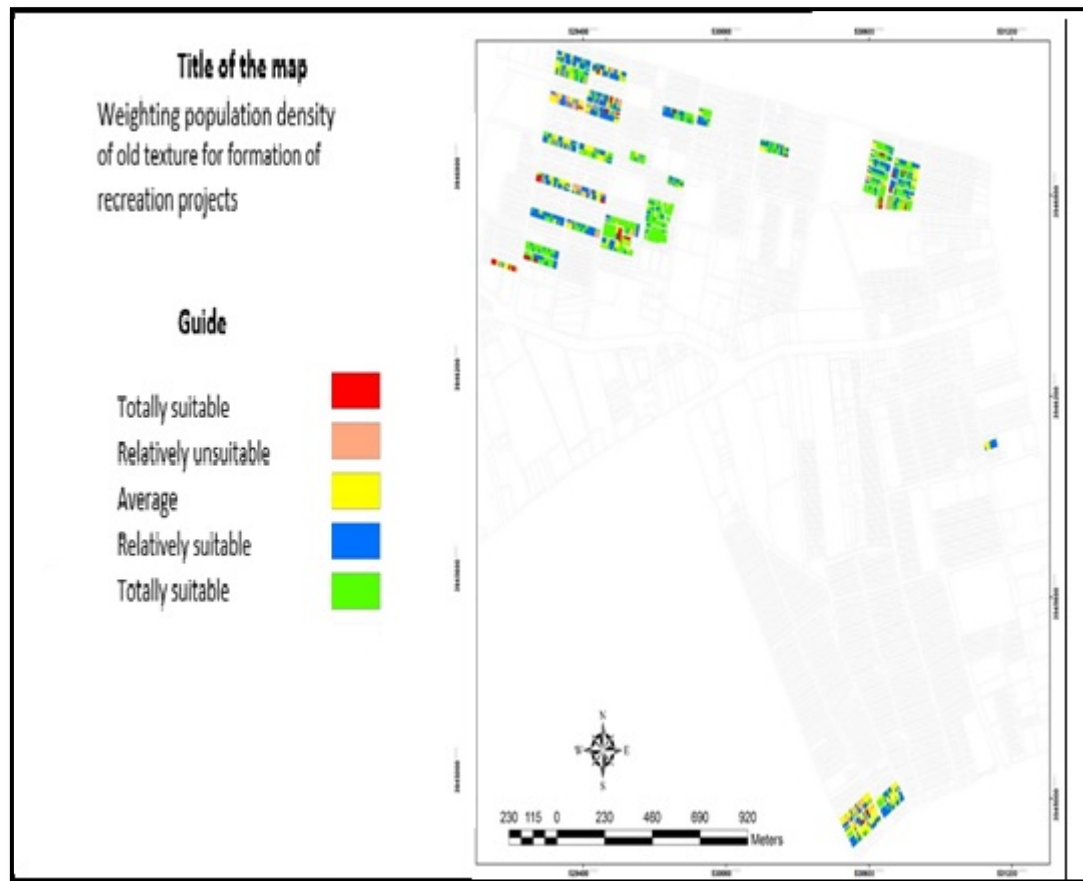 Title of the map
Weighting population density
of old texture for formation of
recreation projects
Guide
Totally suitable
Relatively unsuitable
Average
Relatively suitable
Totally suitable
N
W E
S
230 115 0 230 460 690 920
Meters